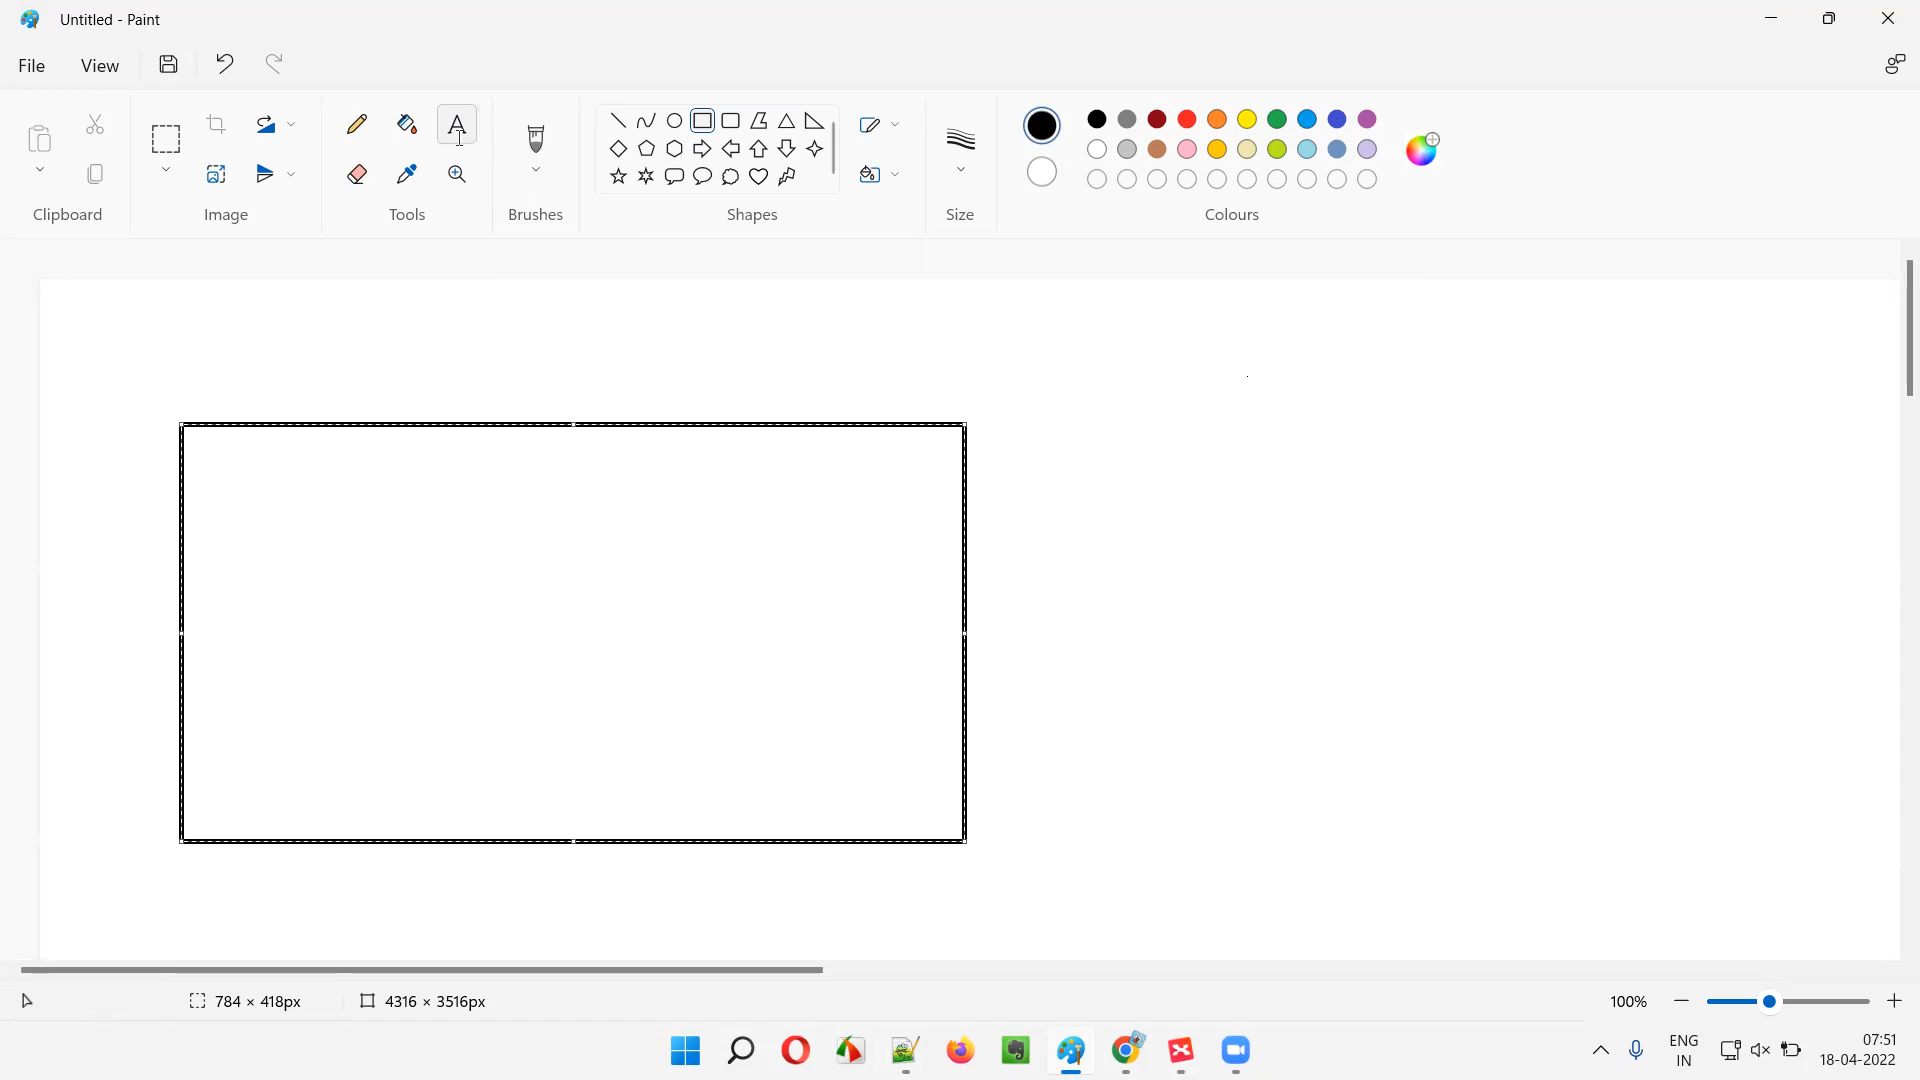 Untitled - Paint
File View
Clipboard Image Tools Brushes Shapes Size Colours
784 × 418px 4316 × 3516px 100%
ENG 07:51
IN 18-04-2022